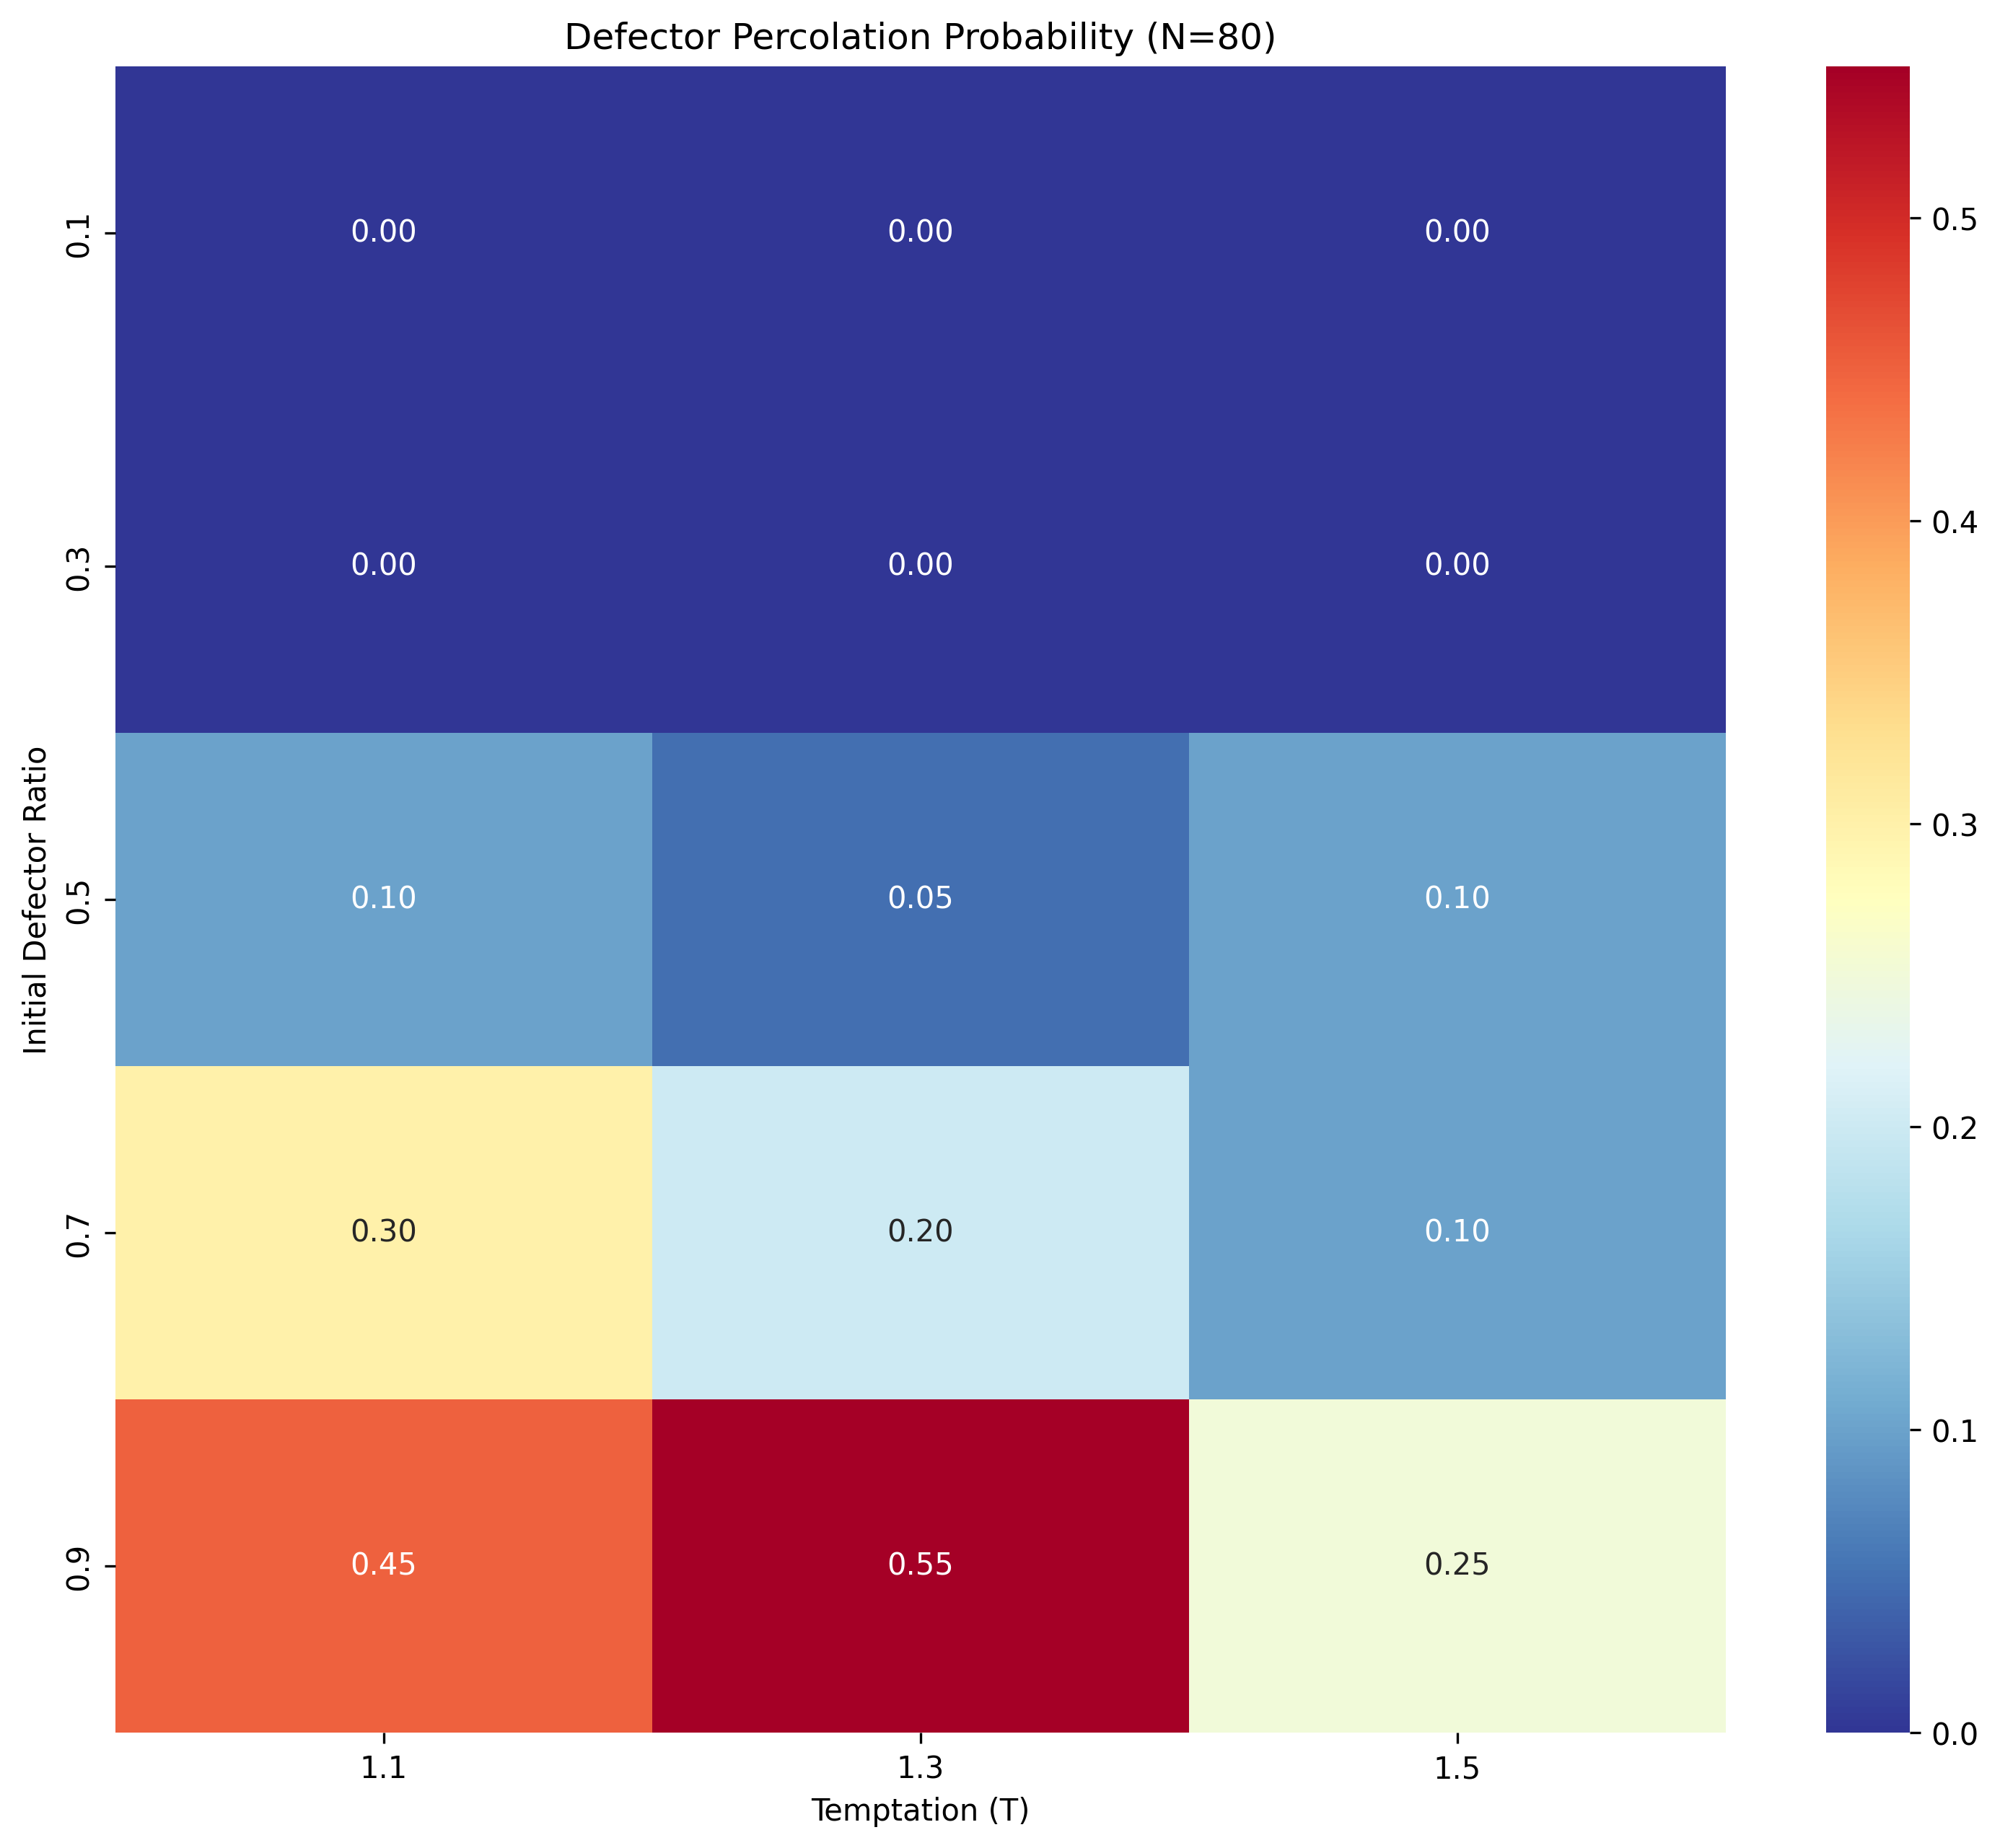 Defector Percolation Probability (N=80)
Initial Defector Ratio
0.1 0.00 0.00 0.00
0.3 0.00 0.00 0.00
0.5 0.10 0.05 0.10
0.7 0.30 0.20 0.10
0.9 0.45 0.55 0.25
1.1 1.3 1.5
Temptation (T)
0.5
0.4
0.3
0.2
0.1
0.0